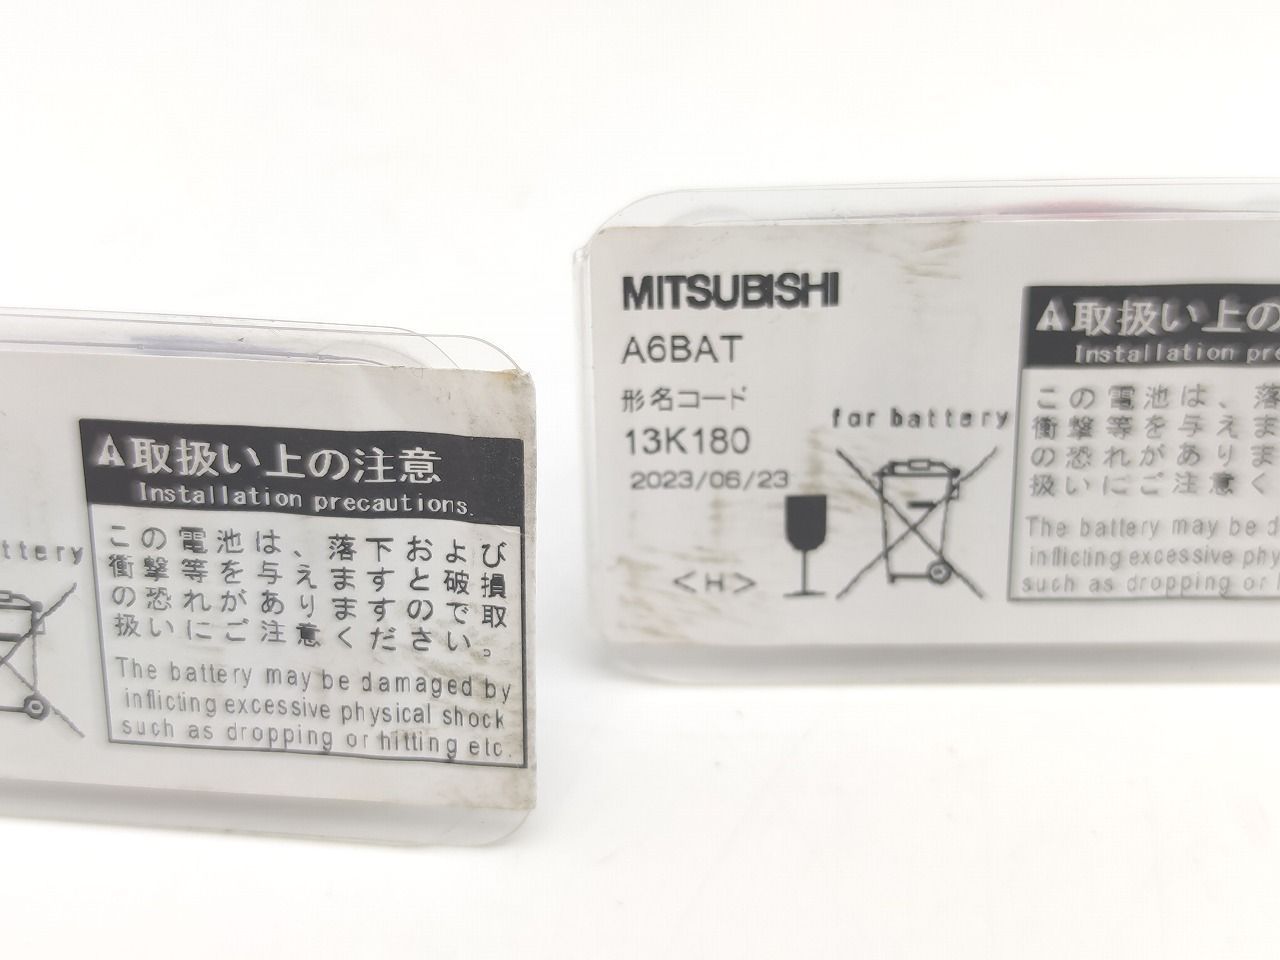 ttery
取扱い上の注意
Installation precautions.
この電池は、落下および
衝撃等を与えますと破損
の恐れがありますので取
扱いにご注意ください。
The battery may be damaged by
inflicting excessive physical shock
such as dropping or hitting etc.
MITSUBISHI
A6BAT
形名コード
13K180
2023/06/23
<H>
for battery
取扱い上の
Installation pre
この電池は、落
衝撃等を与えま
の恐れがありま
扱いにご注意く
The battery may be d
inflicting excessive phy
such as dropping or